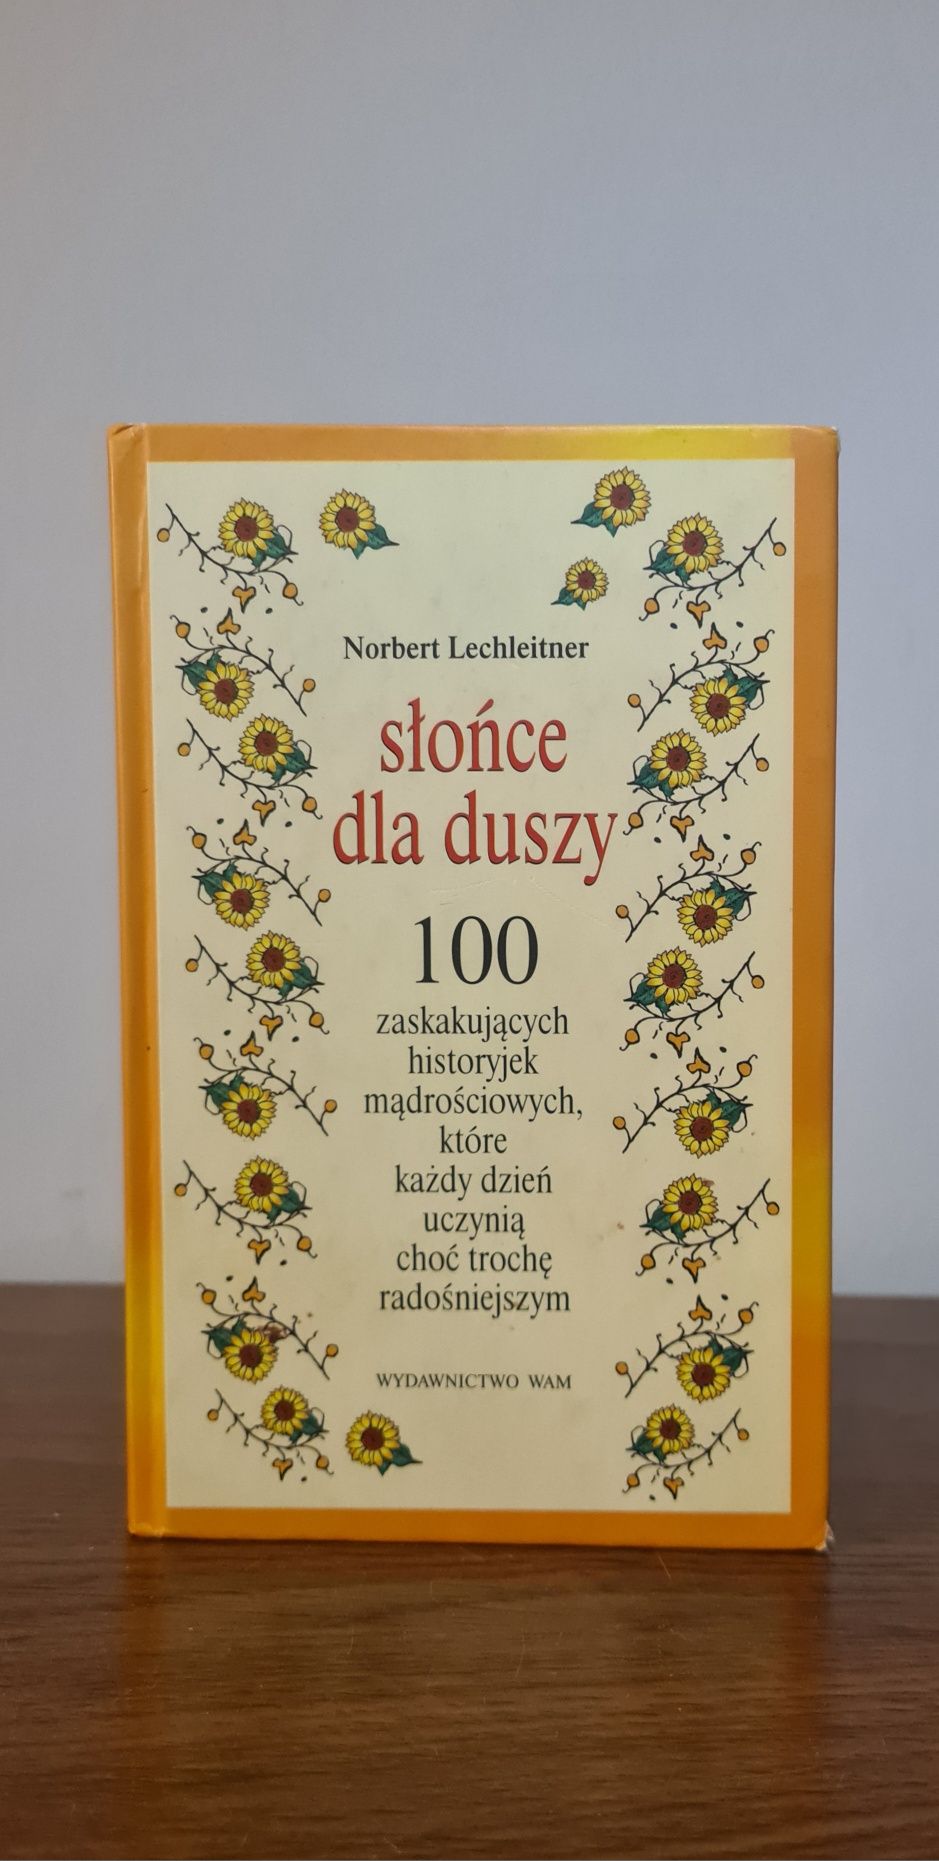 Norbert Lechleitner
słońce
dla duszy
100
zaskakujących
historyjek
mądrościowych,
które
każdy dzień
uczynią
choć trochę
radośniejszym
WYDAWNICTWO WAM